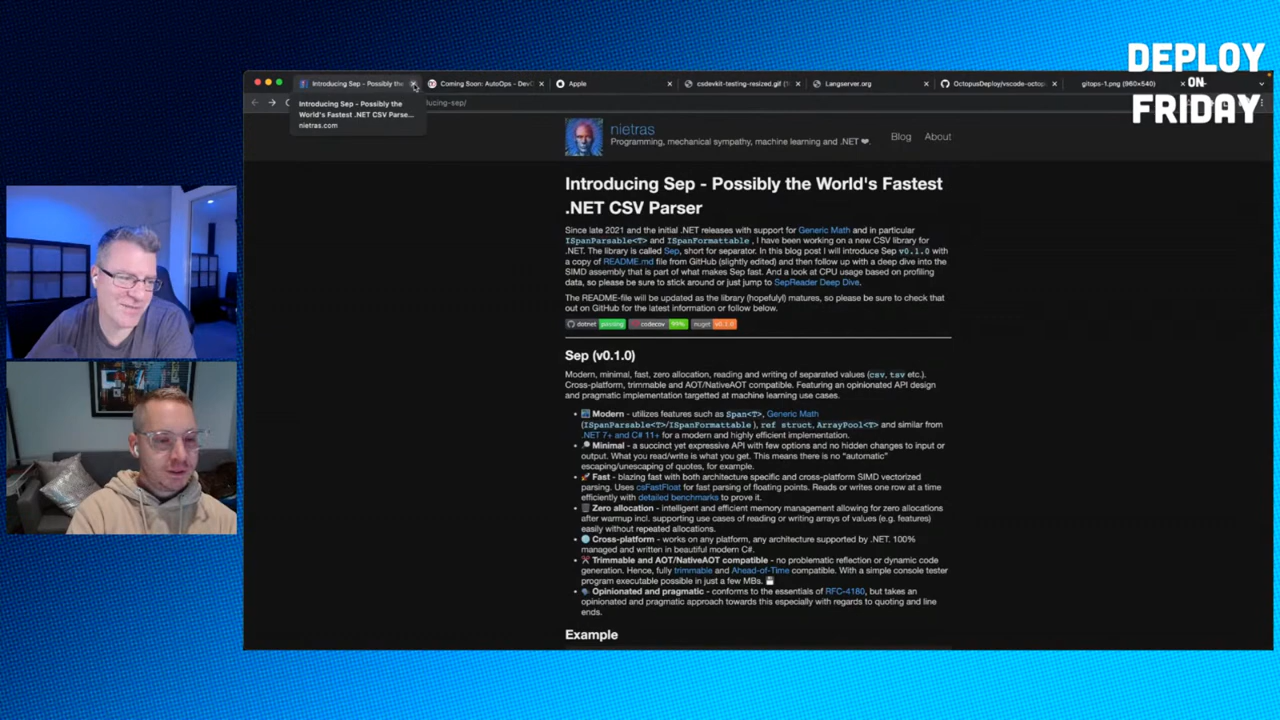 DEPLOY
ON
FRIDAY
Introducing Sep - Possibly the
Coming Soon: AutoOps - DevC
Apple
csdevkit-testing-resized.gif (
Langserver.org
OctopusDeploy/vscode-octop
gitops-1.png (960×540)
ucing-sep/
Introducing Sep - Possibly the
World's Fastest .NET CSV Parse...
nietras.com
nietras
Programming, mechanical sympathy, machine learning and .NET ❤.
Blog
About
Introducing Sep - Possibly the World's Fastest
.NET CSV Parser
Since late 2021 and the initial .NET releases with support for Generic Math and in particular
ISpanParsable<T> and ISpanFormattable, I have been working on a new CSV library for
.NET. The library is called Sep, short for separator. In this blog post I will introduce Sep v0.1.0 with
a copy of README.md file from GitHub (slightly edited) and then follow up with a deep dive into the
SIMD assembly that is part of what makes Sep fast. And a look at CPU usage based on profiling
data, so please be sure to stick around or just jump to SepReader Deep Dive.
The README-file will be updated as the library (hopefuly!) matures, so please be sure to check that
out on GitHub for the latest information or follow below.
dotnet passing codecov 99% nuget v0.1.0
Sep (v0.1.0)
Modern, minimal, fast, zero allocation, reading and writing of separated values (csv, tsv etc.).
Cross-platform, trimmable and AOT/NativeAOT compatible. Featuring an opinionated API design
and pragmatic implementation targetted at machine learning use cases.
• Modern - utilizes features such as Span<T>, Generic Math
(ISpanParsable<T>/ISpanFormattable), ref struct, ArrayPool<T> and similar from
.NET 7+ and C# 11+ for a modern and highly efficient implementation.
• Minimal - a succinct yet expressive API with few options and no hidden changes to input or
output. What you read/write is what you get. This means there is no "automatic"
escaping/unescaping of quotes, for example.
• Fast - blazing fast with both architecture specific and cross-platform SIMD vectorized
parsing. Uses csFastFloat for fast parsing of floating points. Reads or writes one row at a time
efficiently with detailed benchmarks to prove it.
• Zero allocation - intelligent and efficient memory management allowing for zero allocations
after warmup incl. supporting use cases of reading or writing arrays of values (e.g. features)
easily without repeated allocations.
• Cross-platform - works on any platform, any architecture supported by .NET. 100%
managed and written in beautiful modern C#.
• Trimmable and AOT/NativeAOT compatible - no problematic reflection or dynamic code
generation. Hence, fully trimmable and Ahead-of-Time compatible. With a simple console tester
program executable possible in just a few MBs.
• Opinionated and pragmatic - conforms to the essentials of RFC-4180, but takes an
opinionated and pragmatic approach towards this especially with regards to quoting and line
ends.
Example